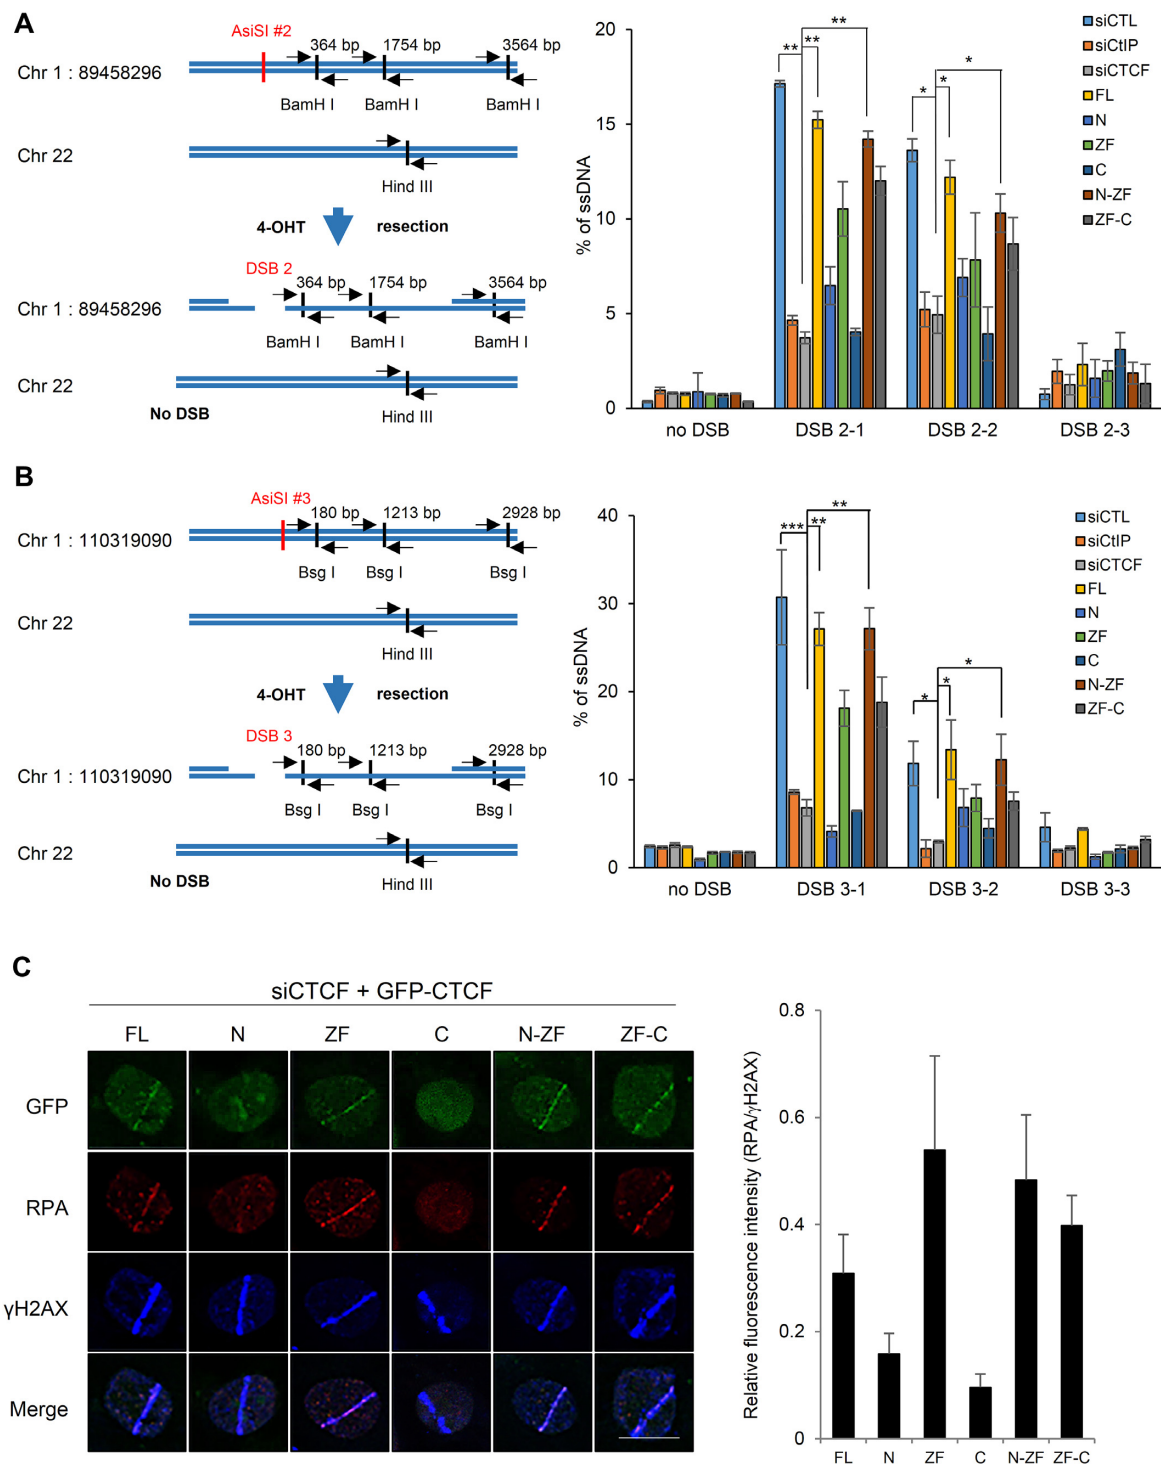 A
AsiSI #2
364 bp 1754 bp 3564 bp
Chr 1 : 89458296
BamH I BamH I BamH I
Chr 22
Hind III
4-OHT resection
DSB 2
364 bp 1754 bp 3564 bp
Chr 1 : 89458296
BamH I BamH I BamH I
Chr 22
No DSB
Hind III
% of ssDNA
20
15
10
5
0
** ** **
* * *
no DSB DSB 2-1 DSB 2-2 DSB 2-3
siCTL
siCtIP
siCTCF
FL
N
ZF
C
N-ZF
ZF-C
B
AsiSI #3
180 bp 1213 bp 2928 bp
Chr 1 : 110319090
Bsg I Bsg I Bsg I
Chr 22
Hind III
4-OHT resection
DSB 3
180 bp 1213 bp 2928 bp
Chr 1 : 110319090
Bsg I Bsg I Bsg I
Chr 22
No DSB
Hind III
% of ssDNA
40
30
20
10
0
*** ** **
* * *
no DSB DSB 3-1 DSB 3-2 DSB 3-3
siCTL
siCtIP
siCTCF
FL
N
ZF
C
N-ZF
ZF-C
C
siCTCF + GFP-CTCF
FL N ZF C N-ZF ZF-C
GFP
RPA
γH2AX
Merge
Relative fluorescence intensity (RPA/γH2AX)
0.8
0.6
0.4
0.2
0
FL N ZF C N-ZF ZF-C